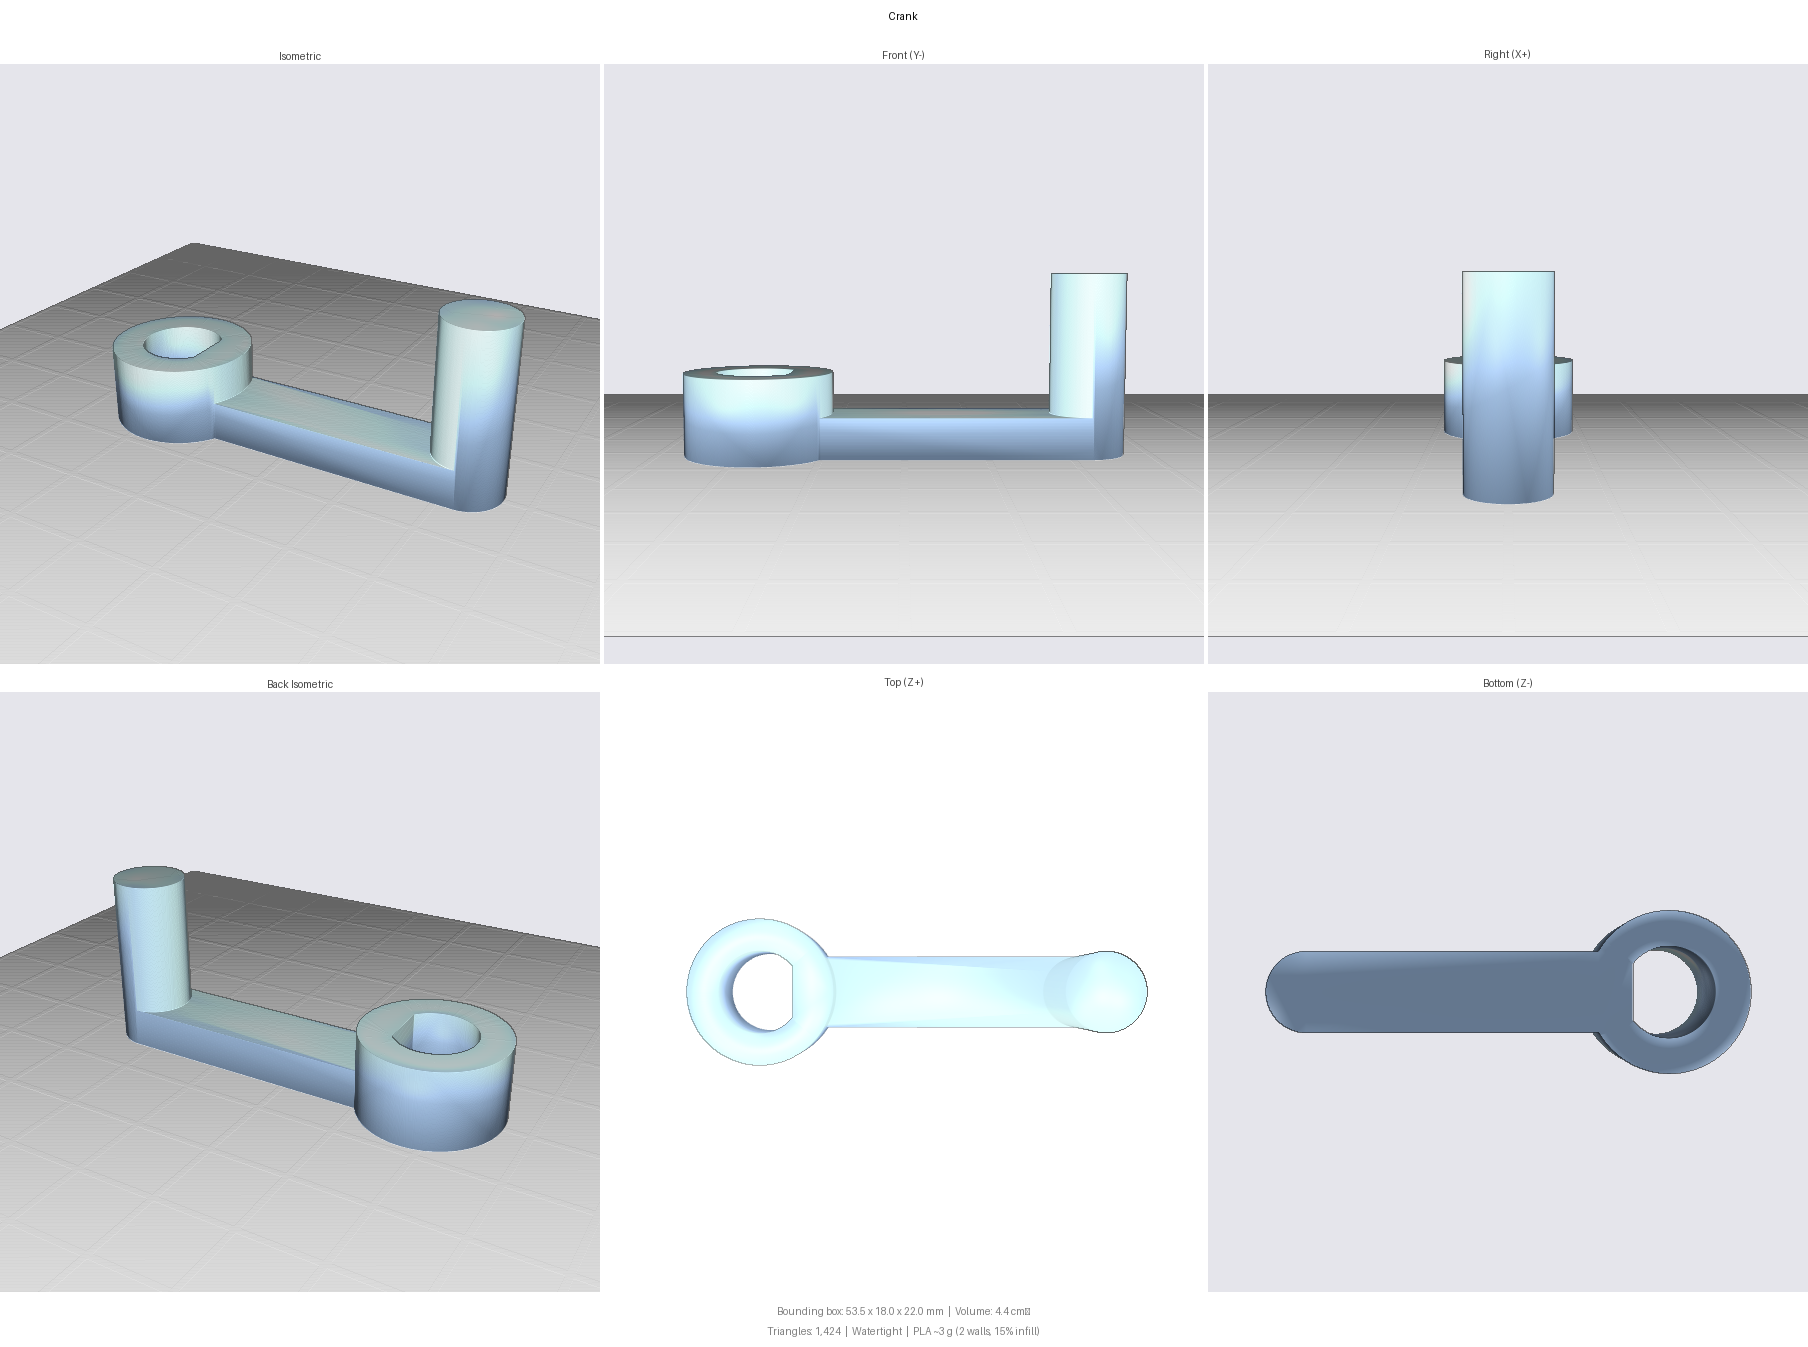 Crank
Isometric
Front (Y-)
Right (X+)
Back Isometric
Top (Z+)
Bottom (Z-)
Bounding box: 53.5 x 18.0 x 22.0 mm | Volume: 4.4 cm▯
Triangles: 1,424 | Watertight | PLA ~3 g (2 walls, 15% infill)